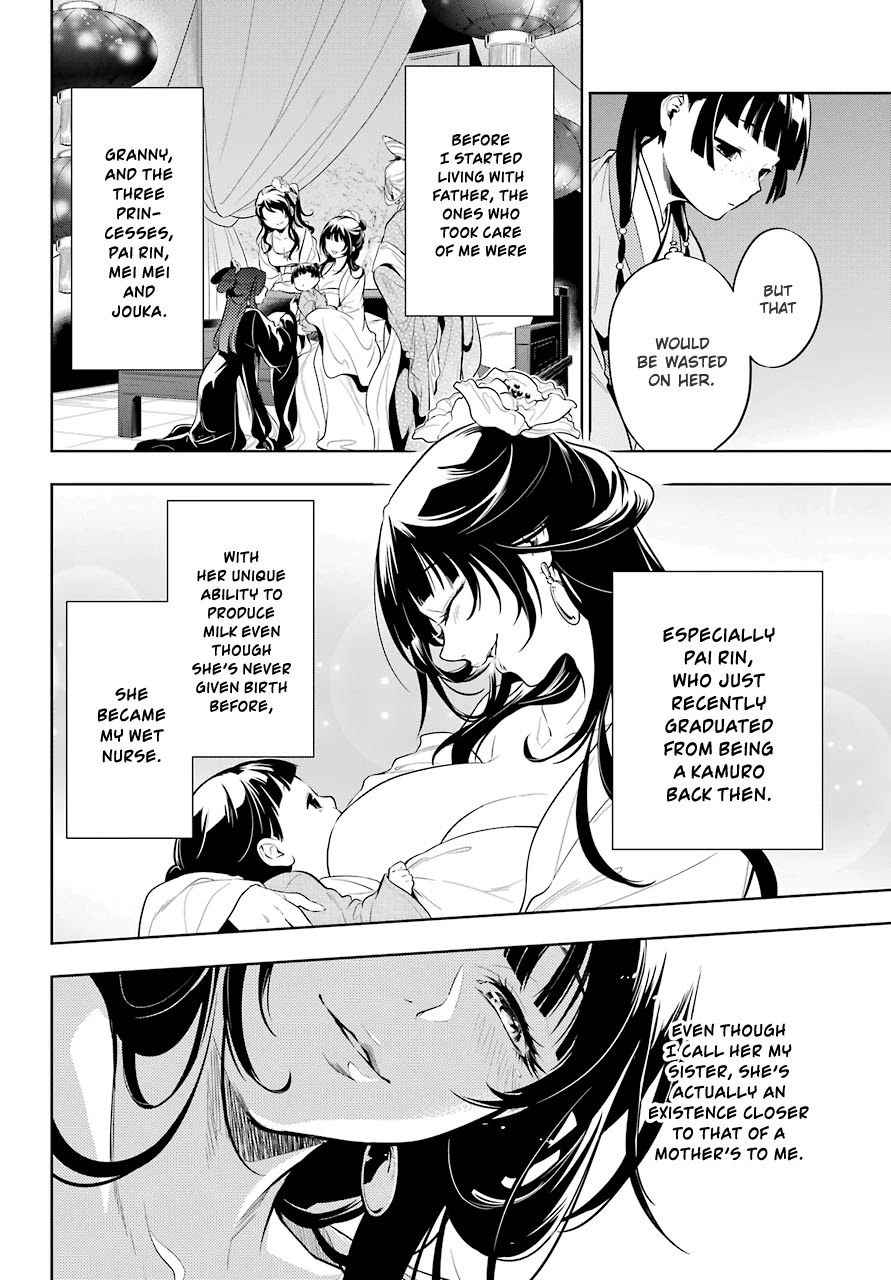 BUT
THAT
WOULD
BE WASTED
ON HER.
BEFORE
I STARTED
LIVING WITH
FATHER, THE
ONES WHO
TOOK CARE
OF ME WERE
GRANNY,
AND THE
THREE
PRIN-
CESSES,
PAI RIN,
MEI MEI
AND
JOUKA.
ESPECIALLY
PAI RIN,
WHO JUST
RECENTLY
GRADUATED
FROM BEING
A KAMURO
BACK THEN.
WITH
HER UNIQUE
ABILITY TO
PRODUCE
MILK EVEN
THOUGH
SHE'S NEVER
GIVEN BIRTH
BEFORE,
SHE
BECAME
MY WET
NURSE.
EVEN THOUGH
I CALL HER MY
SISTER, SHE'S
ACTUALLY AN
EXISTENCE CLOSER
TO THAT OF A
MOTHER'S TO ME.